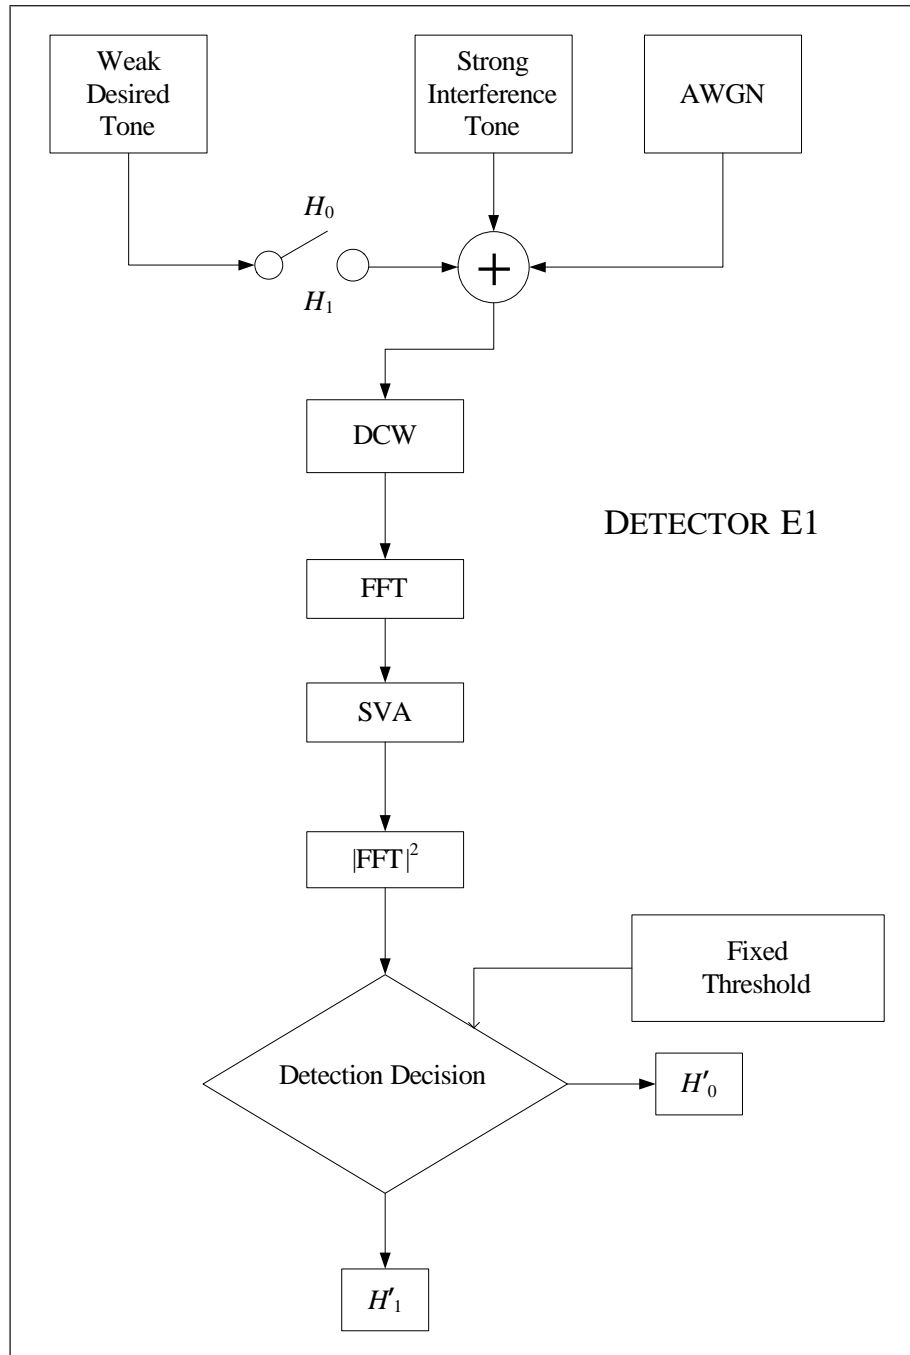 Weak
Desired
Tone
Strong
Interference
Tone
AWGN
H₀
H₁
+
DCW
DETECTOR E1
FFT
SVA
|FFT|²
Fixed
Threshold
Detection Decision
H′₀
H′₁